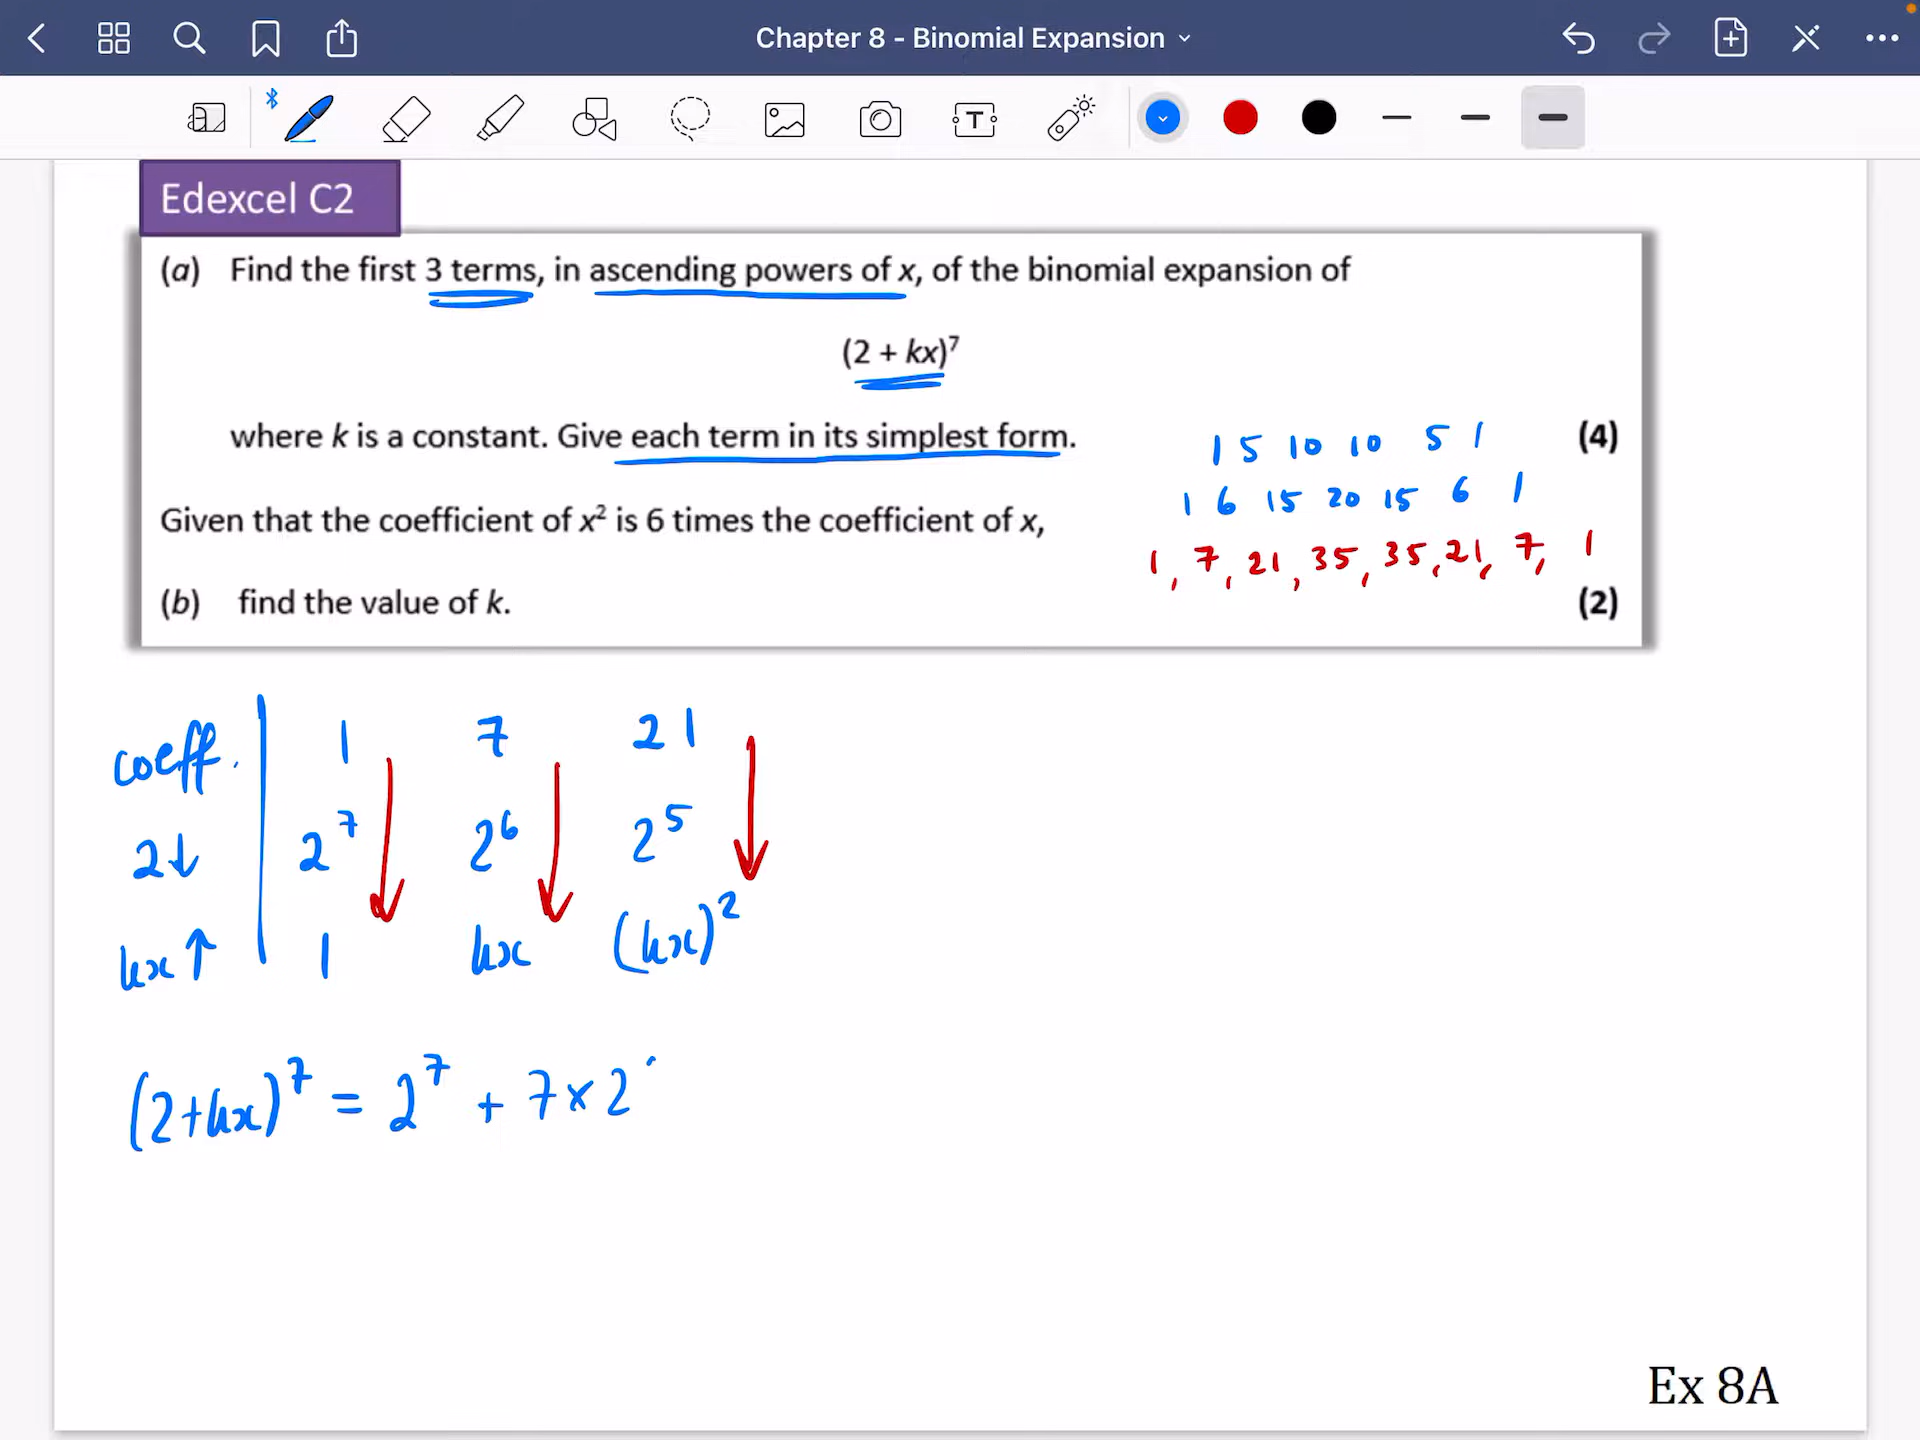 Chapter 8 - Binomial Expansion
T
Edexcel C2
(a) Find the first 3 terms, in ascending powers of x, of the binomial expansion of
(2 + kx)⁷
where k is a constant. Give each term in its simplest form. (4)
1 5 10 10 5 1
1 6 15 20 15 6 1
Given that the coefficient of x² is 6 times the coefficient of x,
1, 7, 21, 35, 35, 21, 7, 1
(b) find the value of k. (2)
coeff. 1 7 21
2↓ 2⁷ 2⁶ 2⁵
kx↑ 1 kx (kx)²
(2+kx)⁷ = 2⁷ + 7×2
Ex 8A